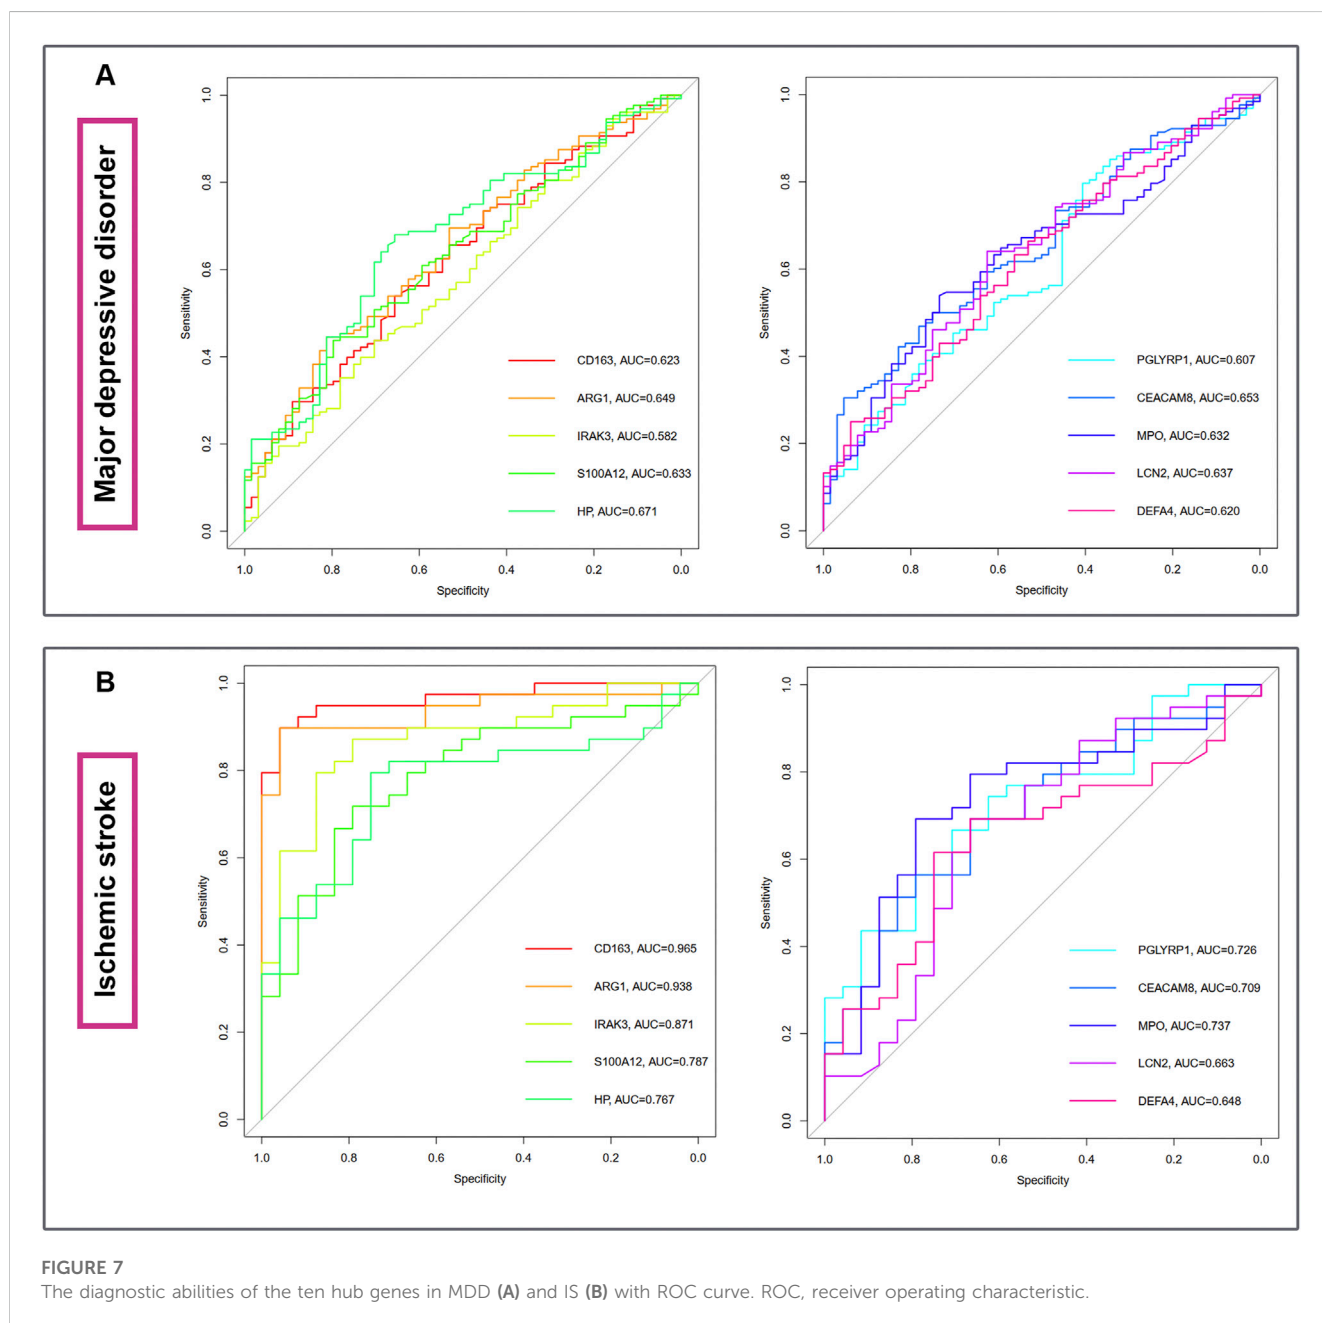 A
Major depressive disorder
1.0
0.8
0.6
0.4
0.2
0.0
Sensitivity
CD163, AUC=0.623
ARG1, AUC=0.649
IRAK3, AUC=0.582
S100A12, AUC=0.633
HP, AUC=0.671
1.0 0.8 0.6 0.4 0.2 0.0
Specificity
1.0
0.8
0.6
0.4
0.2
0.0
Sensitivity
PGLYRP1, AUC=0.607
CEACAM8, AUC=0.653
MPO, AUC=0.632
LCN2, AUC=0.637
DEFA4, AUC=0.620
1.0 0.8 0.6 0.4 0.2 0.0
Specificity
B
Ischemic stroke
1.0
0.8
0.6
0.4
0.2
0.0
Sensitivity
CD163, AUC=0.965
ARG1, AUC=0.938
IRAK3, AUC=0.871
S100A12, AUC=0.787
HP, AUC=0.767
1.0 0.8 0.6 0.4 0.2 0.0
Specificity
1.0
0.8
0.6
0.4
0.2
0.0
Sensitivity
PGLYRP1, AUC=0.726
CEACAM8, AUC=0.709
MPO, AUC=0.737
LCN2, AUC=0.663
DEFA4, AUC=0.648
1.0 0.8 0.6 0.4 0.2 0.0
Specificity
FIGURE 7
The diagnostic abilities of the ten hub genes in MDD (A) and IS (B) with ROC curve. ROC, receiver operating characteristic.